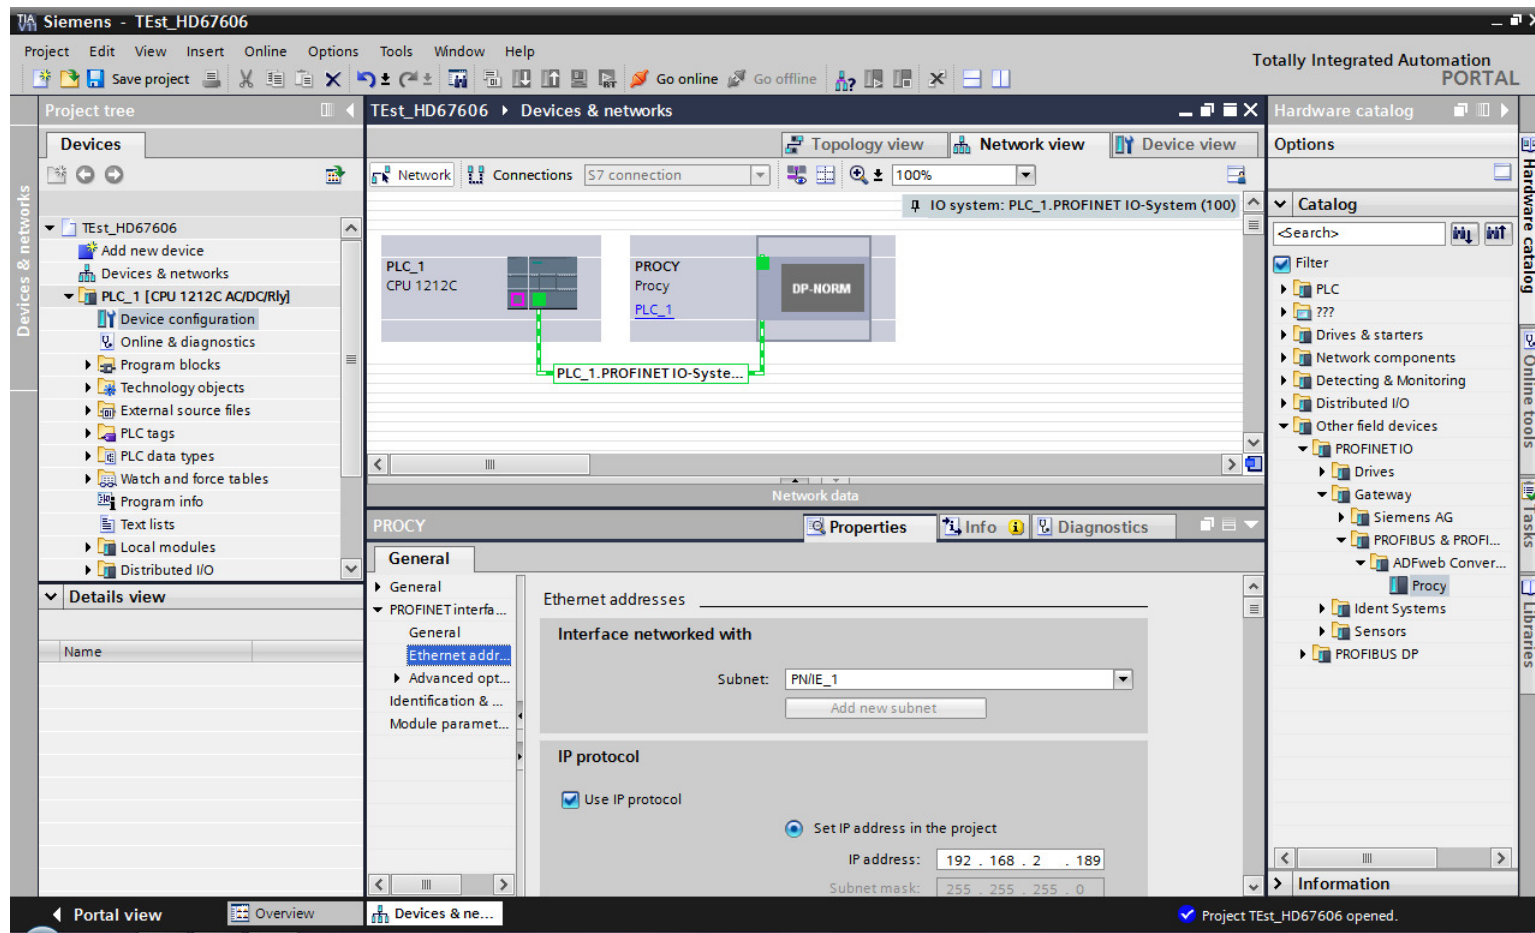 TIA V11 Siemens - TEst_HD67606
Project Edit View Insert Online Options Tools Window Help
Totally Integrated Automation
PORTAL
Save project Go online Go offline
Project tree
Devices
Devices & networks
TEst_HD67606
Add new device
Devices & networks
PLC_1 [CPU 1212C AC/DC/Rly]
Device configuration
Online & diagnostics
Program blocks
Technology objects
External source files
PLC tags
PLC data types
Watch and force tables
Program info
Text lists
Local modules
Distributed I/O
Details view
Name
TEst_HD67606 Devices & networks
Topology view Network view Device view
Network Connections S7 connection 100%
IO system: PLC_1.PROFINET IO-System (100)
PLC_1
CPU 1212C
PROCY
Procy
PLC_1
DP-NORM
PLC_1.PROFINET IO-Syste...
Network data
PROCY
Properties Info Diagnostics
General
General
PROFINET interfa...
General
Ethernet addr...
Advanced opt...
Identification & ...
Module paramet...
Ethernet addresses
Interface networked with
Subnet: PN/IE_1
Add new subnet
IP protocol
Use IP protocol
Set IP address in the project
IP address: 192 . 168 . 2 . 189
Subnet mask: 255 . 255 . 255 . 0
Hardware catalog
Options
Catalog
<Search>
Filter
PLC
???
Drives & starters
Network components
Detecting & Monitoring
Distributed I/O
Other field devices
PROFINET IO
Drives
Gateway
Siemens AG
PROFIBUS & PROFI...
ADFweb Conver...
Procy
Ident Systems
Sensors
PROFIBUS DP
Information
Hardware catalog
Online tools
Tasks
Libraries
Portal view Overview Devices & ne... Project TEst_HD67606 opened.